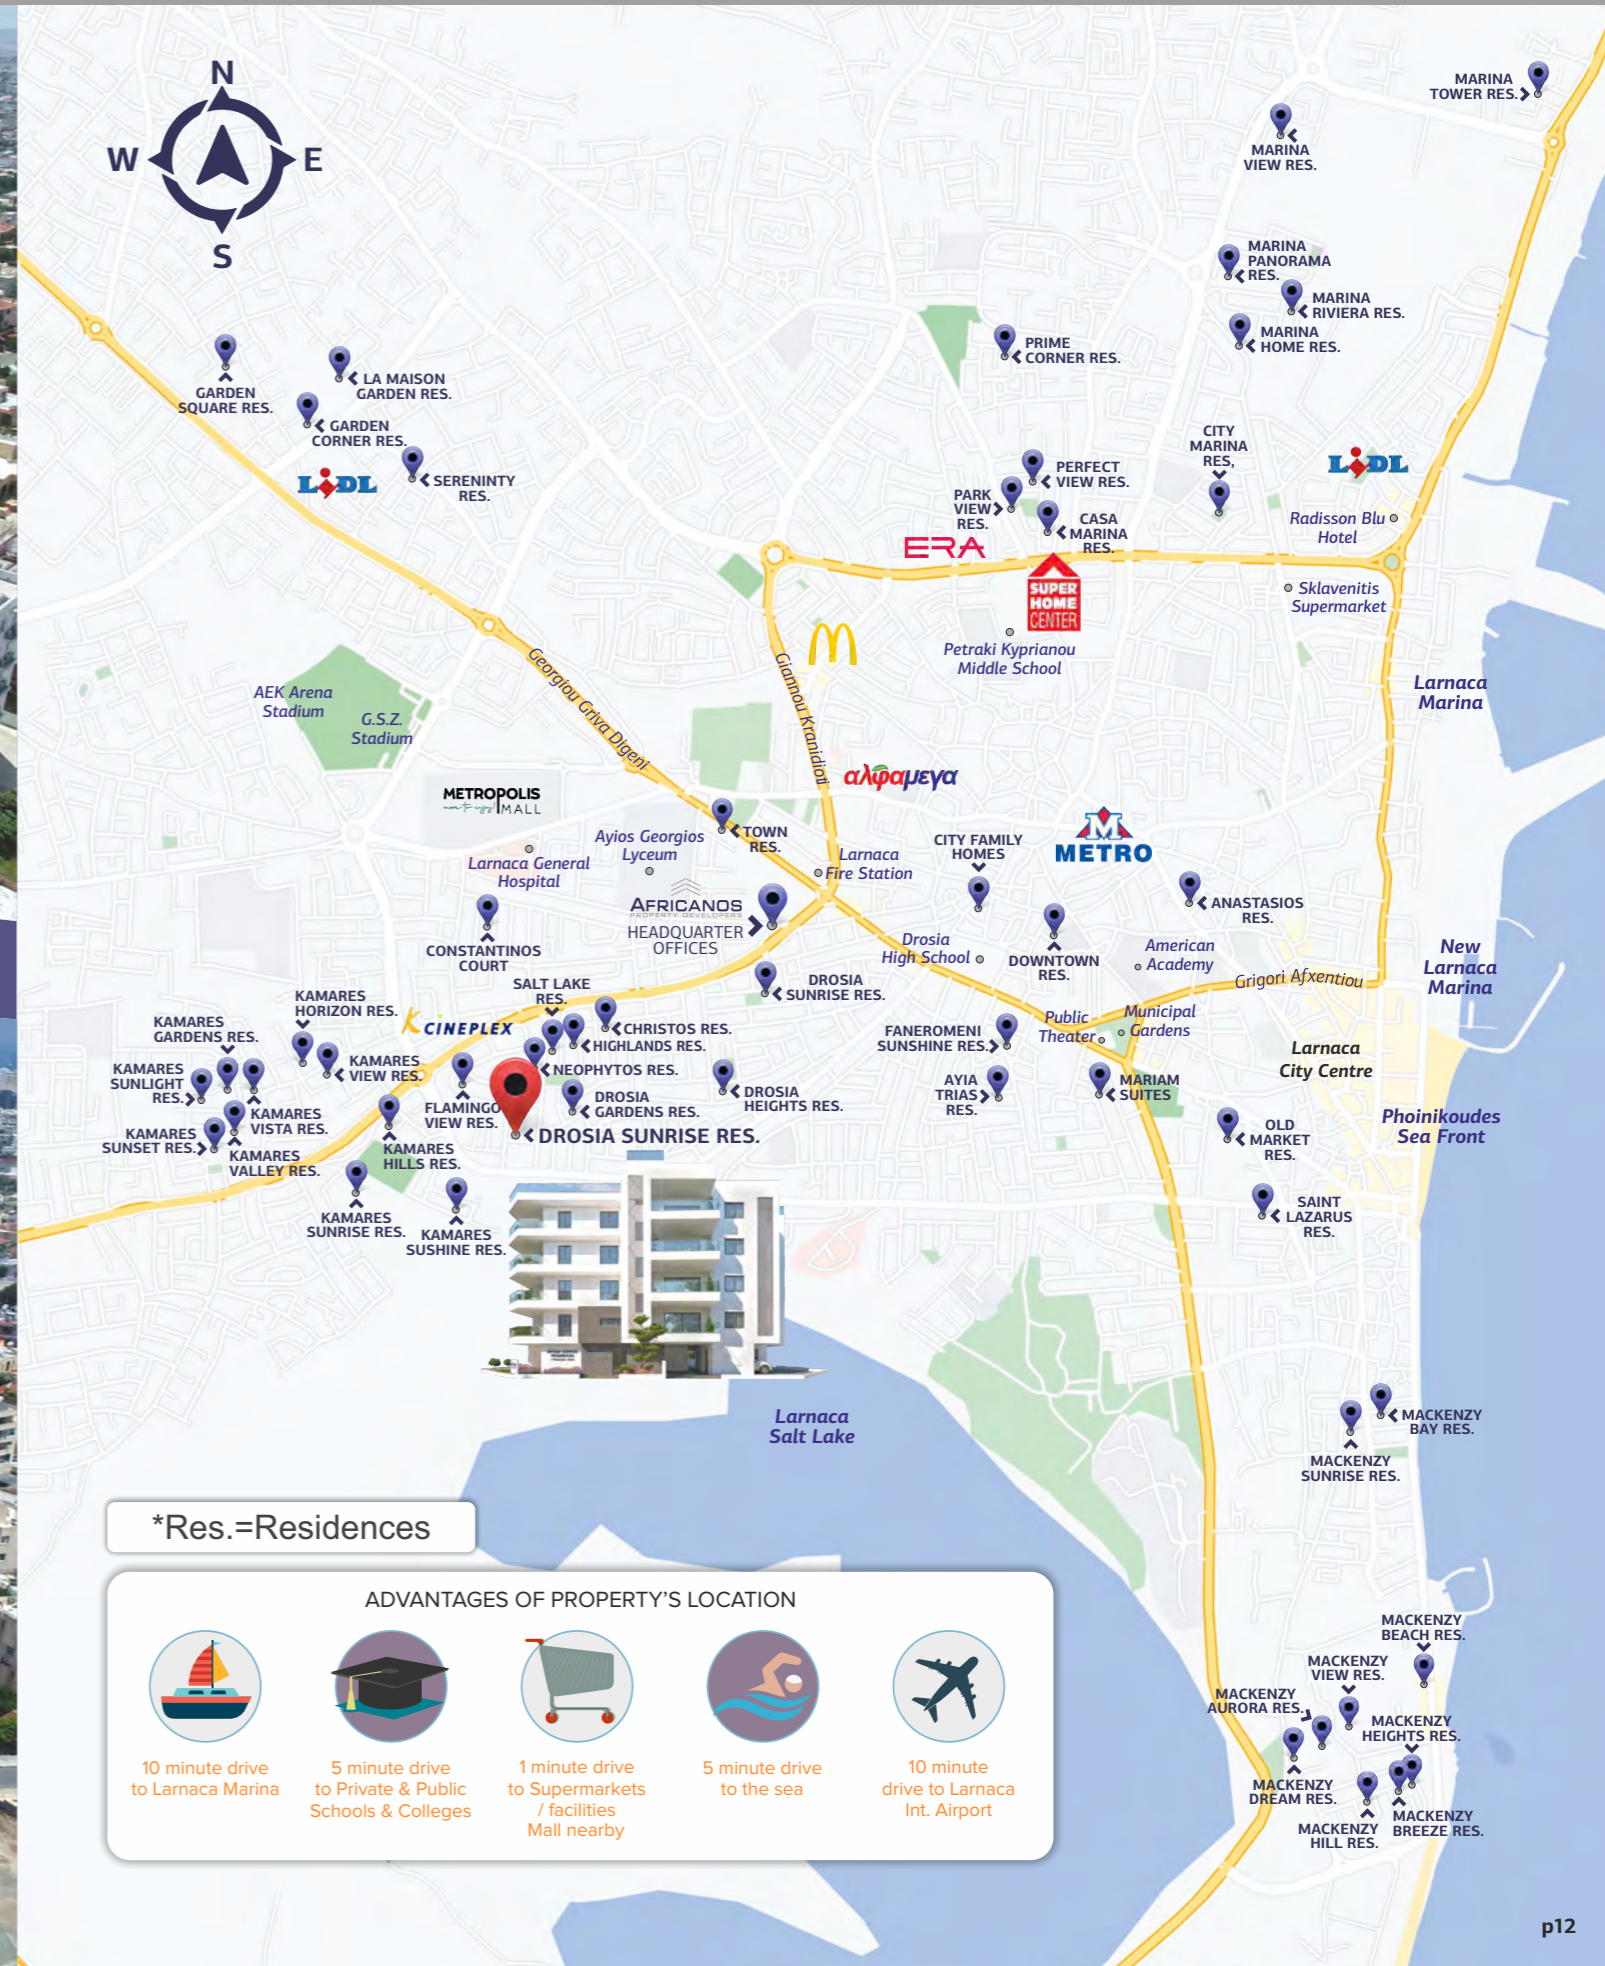 N
W
E
S
MARINA
TOWER RES.
MARINA
VIEW RES.
MARINA
PANORAMA
RES.
MARINA
RIVIERA RES.
MARINA
HOME RES.
PRIME
CORNER RES.
GARDEN
SQUARE RES.
LA MAISON
GARDEN RES.
GARDEN
CORNER RES.
SERENINTY
RES.
LiDL
CITY
MARINA
RES,
LiDL
PERFECT
VIEW RES.
PARK
VIEW
RES.
CASA
MARINA
RES.
ERA
Radisson Blu
Hotel
SUPER
HOME
CENTER
Sklavenitis
Supermarket
Petraki Kyprianou
Middle School
Georgiou Griva Digeni
Giannou Kranidioti
AEK Arena
Stadium
G.S.Z.
Stadium
Larnaca
Marina
αλφαμεγα
METROPOLIS
more to enjoy! MALL
TOWN
RES.
Ayios Georgios
Lyceum
Larnaca General
Hospital
Larnaca
Fire Station
CITY FAMILY
HOMES
M
METRO
ANASTASIOS
RES.
AFRICANOS
PROPERTY DEVELOPERS
HEADQUARTER
OFFICES
CONSTANTINOS
COURT
Drosia
High School
DOWNTOWN
RES.
American
Academy
Grigori Afxentiou
New
Larnaca
Marina
SALT LAKE
RES.
DROSIA
SUNRISE RES.
KAMARES
HORIZON RES.
KAMARES
GARDENS RES.
CINEPLEX
CHRISTOS RES.
HIGHLANDS RES.
NEOPHYTOS RES.
FANEROMENI
SUNSHINE RES.
Public
Theater
Municipal
Gardens
Larnaca
City Centre
KAMARES
SUNLIGHT
RES.
KAMARES
VIEW RES.
FLAMINGO
VIEW RES.
DROSIA
GARDENS RES.
DROSIA
HEIGHTS RES.
AYIA
TRIAS
RES.
MARIAM
SUITES
KAMARES
VISTA RES.
KAMARES
SUNSET RES.
KAMARES
VALLEY RES.
KAMARES
HILLS RES.
DROSIA SUNRISE RES.
OLD
MARKET
RES.
Phoinikoudes
Sea Front
KAMARES
SUNRISE RES.
KAMARES
SUSHINE RES.
SAINT
LAZARUS
RES.
Larnaca
Salt Lake
MACKENZY
BAY RES.
MACKENZY
SUNRISE RES.
*Res.=Residences
ADVANTAGES OF PROPERTY'S LOCATION
10 minute drive
to Larnaca Marina
5 minute drive
to Private & Public
Schools & Colleges
1 minute drive
to Supermarkets
/ facilities
Mall nearby
5 minute drive
to the sea
10 minute
drive to Larnaca
Int. Airport
MACKENZY
BEACH RES.
MACKENZY
VIEW RES.
MACKENZY
AURORA RES.
MACKENZY
HEIGHTS RES.
MACKENZY
DREAM RES.
MACKENZY
HILL RES.
MACKENZY
BREEZE RES.
p12